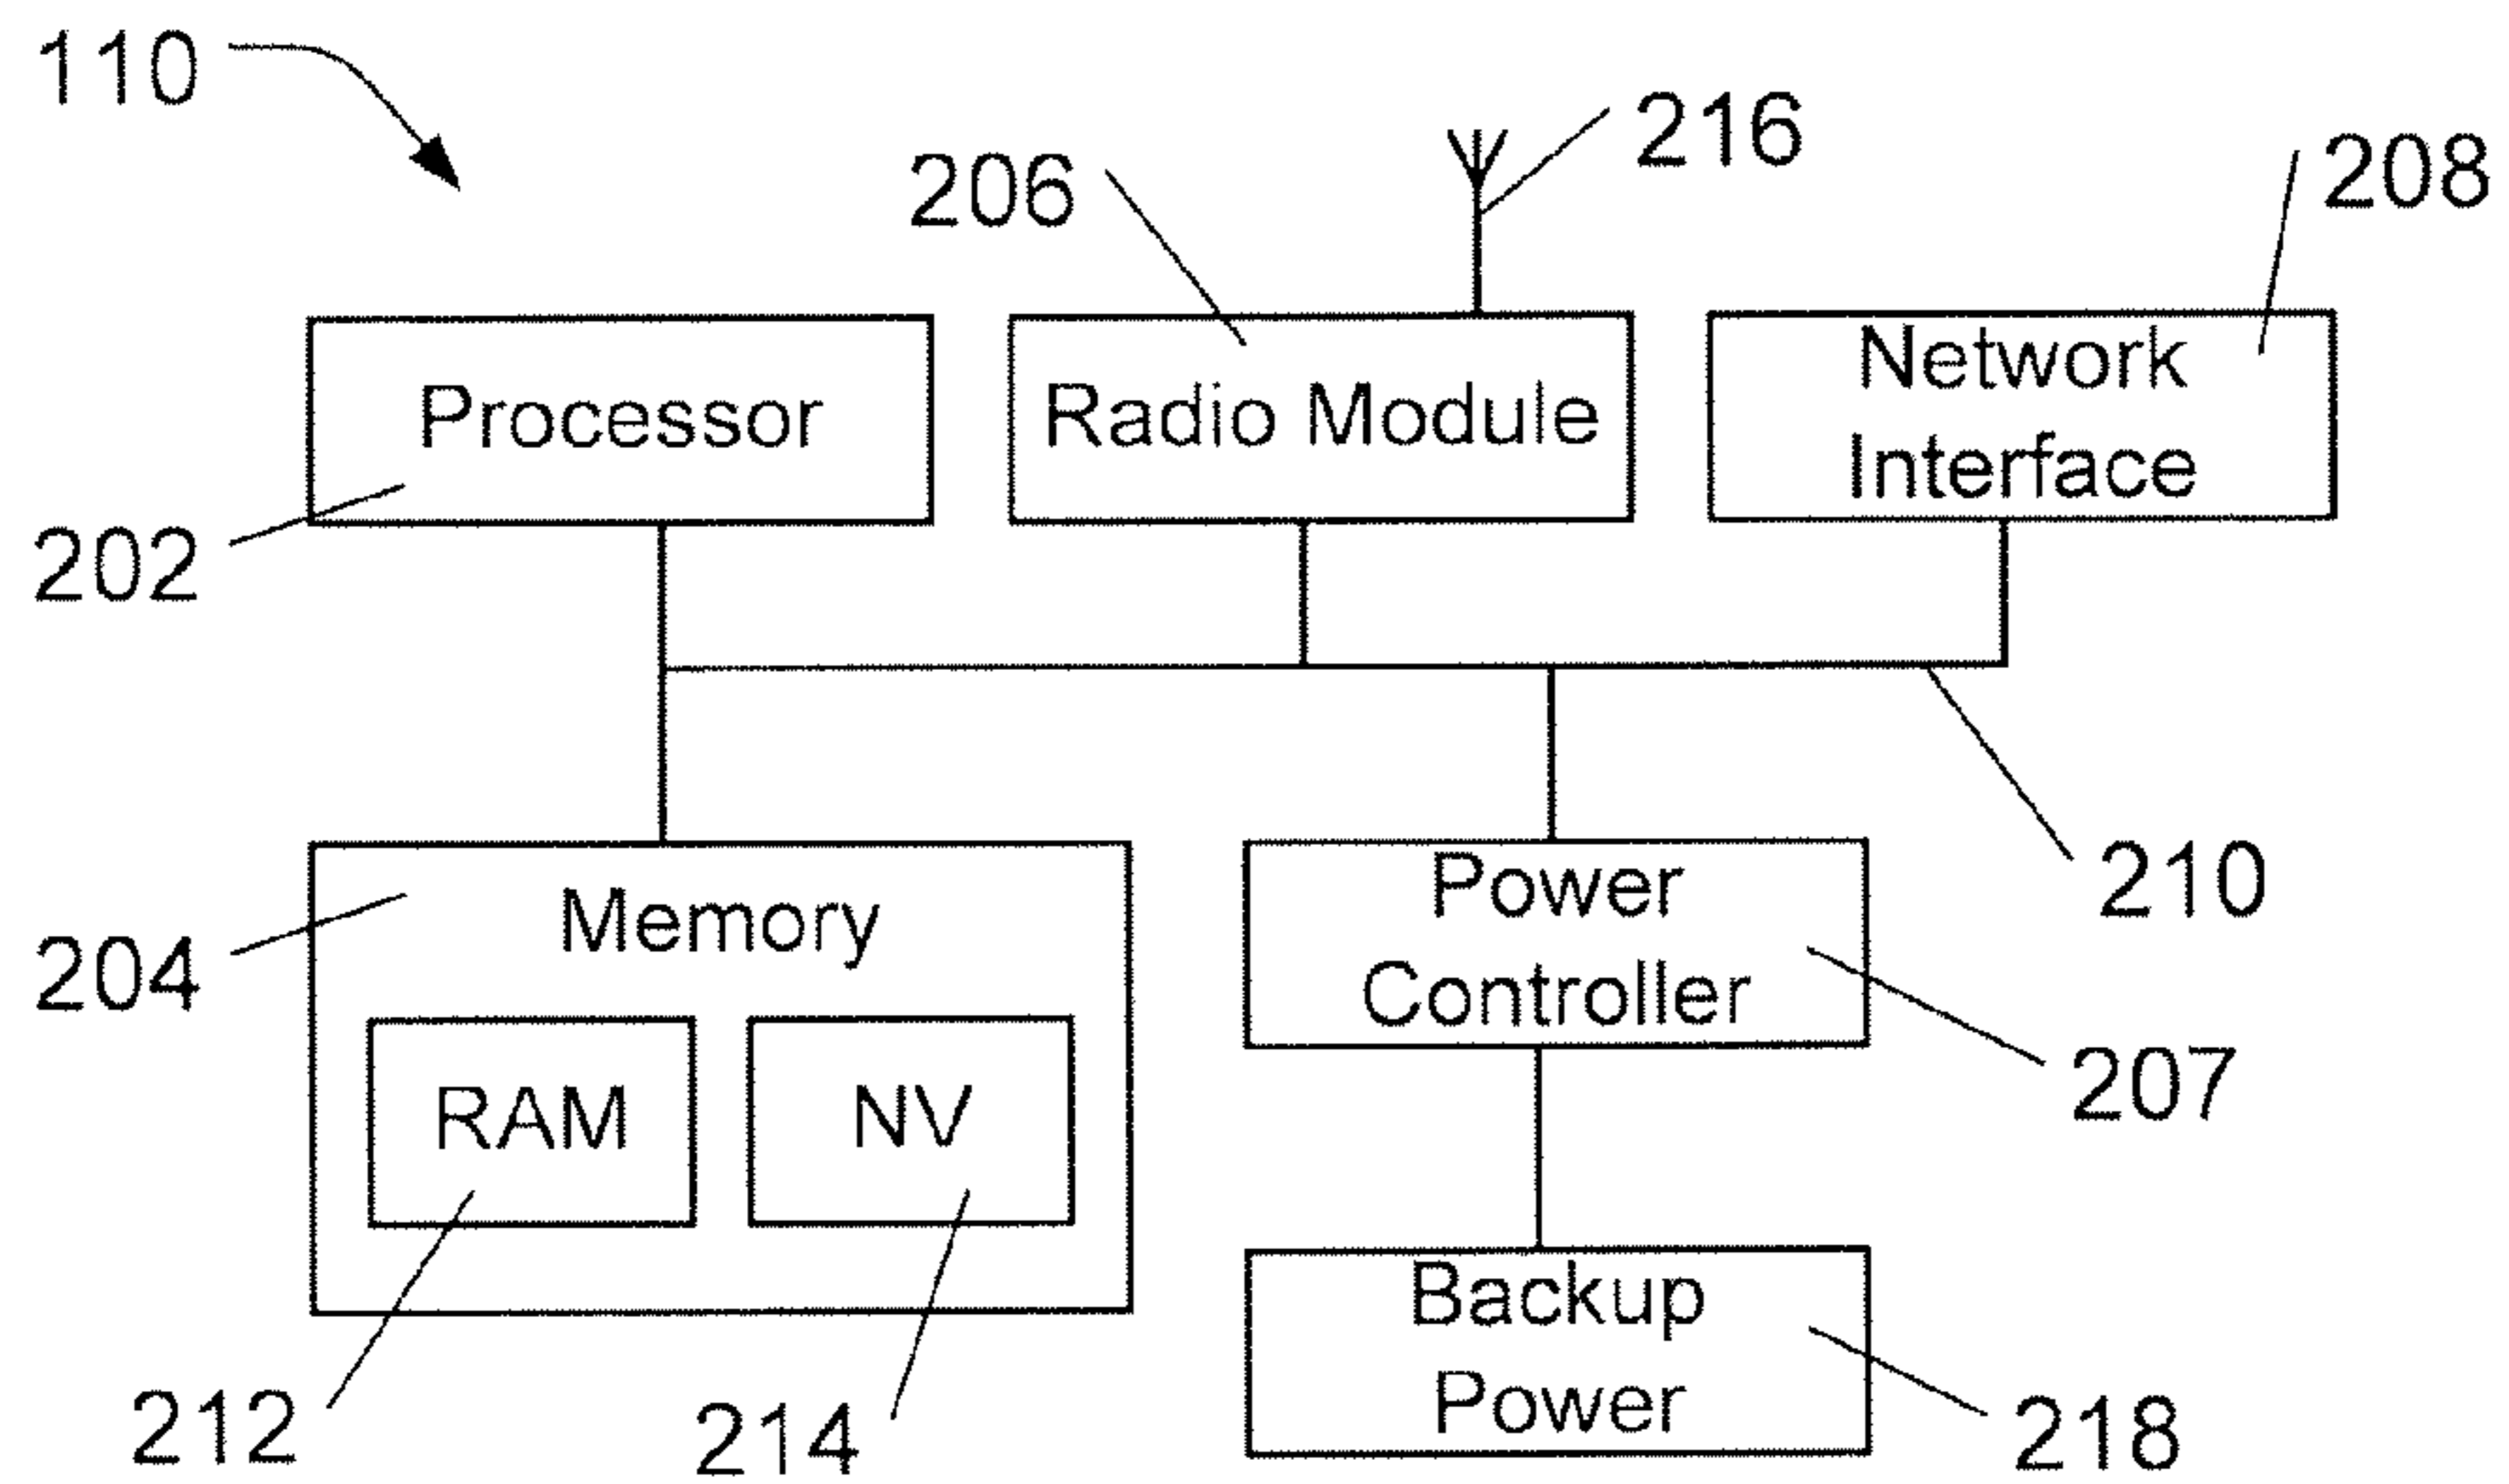 110
216
206
208
Processor
Radio Module
Network
Interface
202
Memory
Power
Controller
210
204
RAM
NV
207
Backup
Power
212
214
218